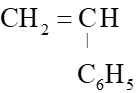 CH₂ = CH
|
C₆H₅